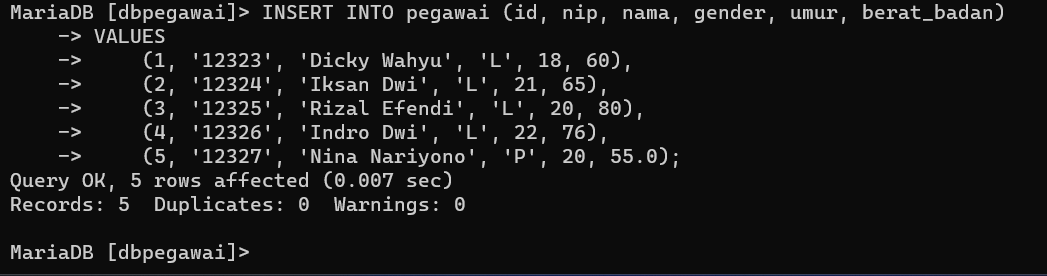 MariaDB [dbpegawai]> INSERT INTO pegawai (id, nip, nama, gender, umur, berat_badan)
    -> VALUES
    ->     (1, '12323', 'Dicky Wahyu', 'L', 18, 60),
    ->     (2, '12324', 'Iksan Dwi', 'L', 21, 65),
    ->     (3, '12325', 'Rizal Efendi', 'L', 20, 80),
    ->     (4, '12326', 'Indro Dwi', 'L', 22, 76),
    ->     (5, '12327', 'Nina Nariyono', 'P', 20, 55.0);
Query OK, 5 rows affected (0.007 sec)
Records: 5  Duplicates: 0  Warnings: 0
MariaDB [dbpegawai]>